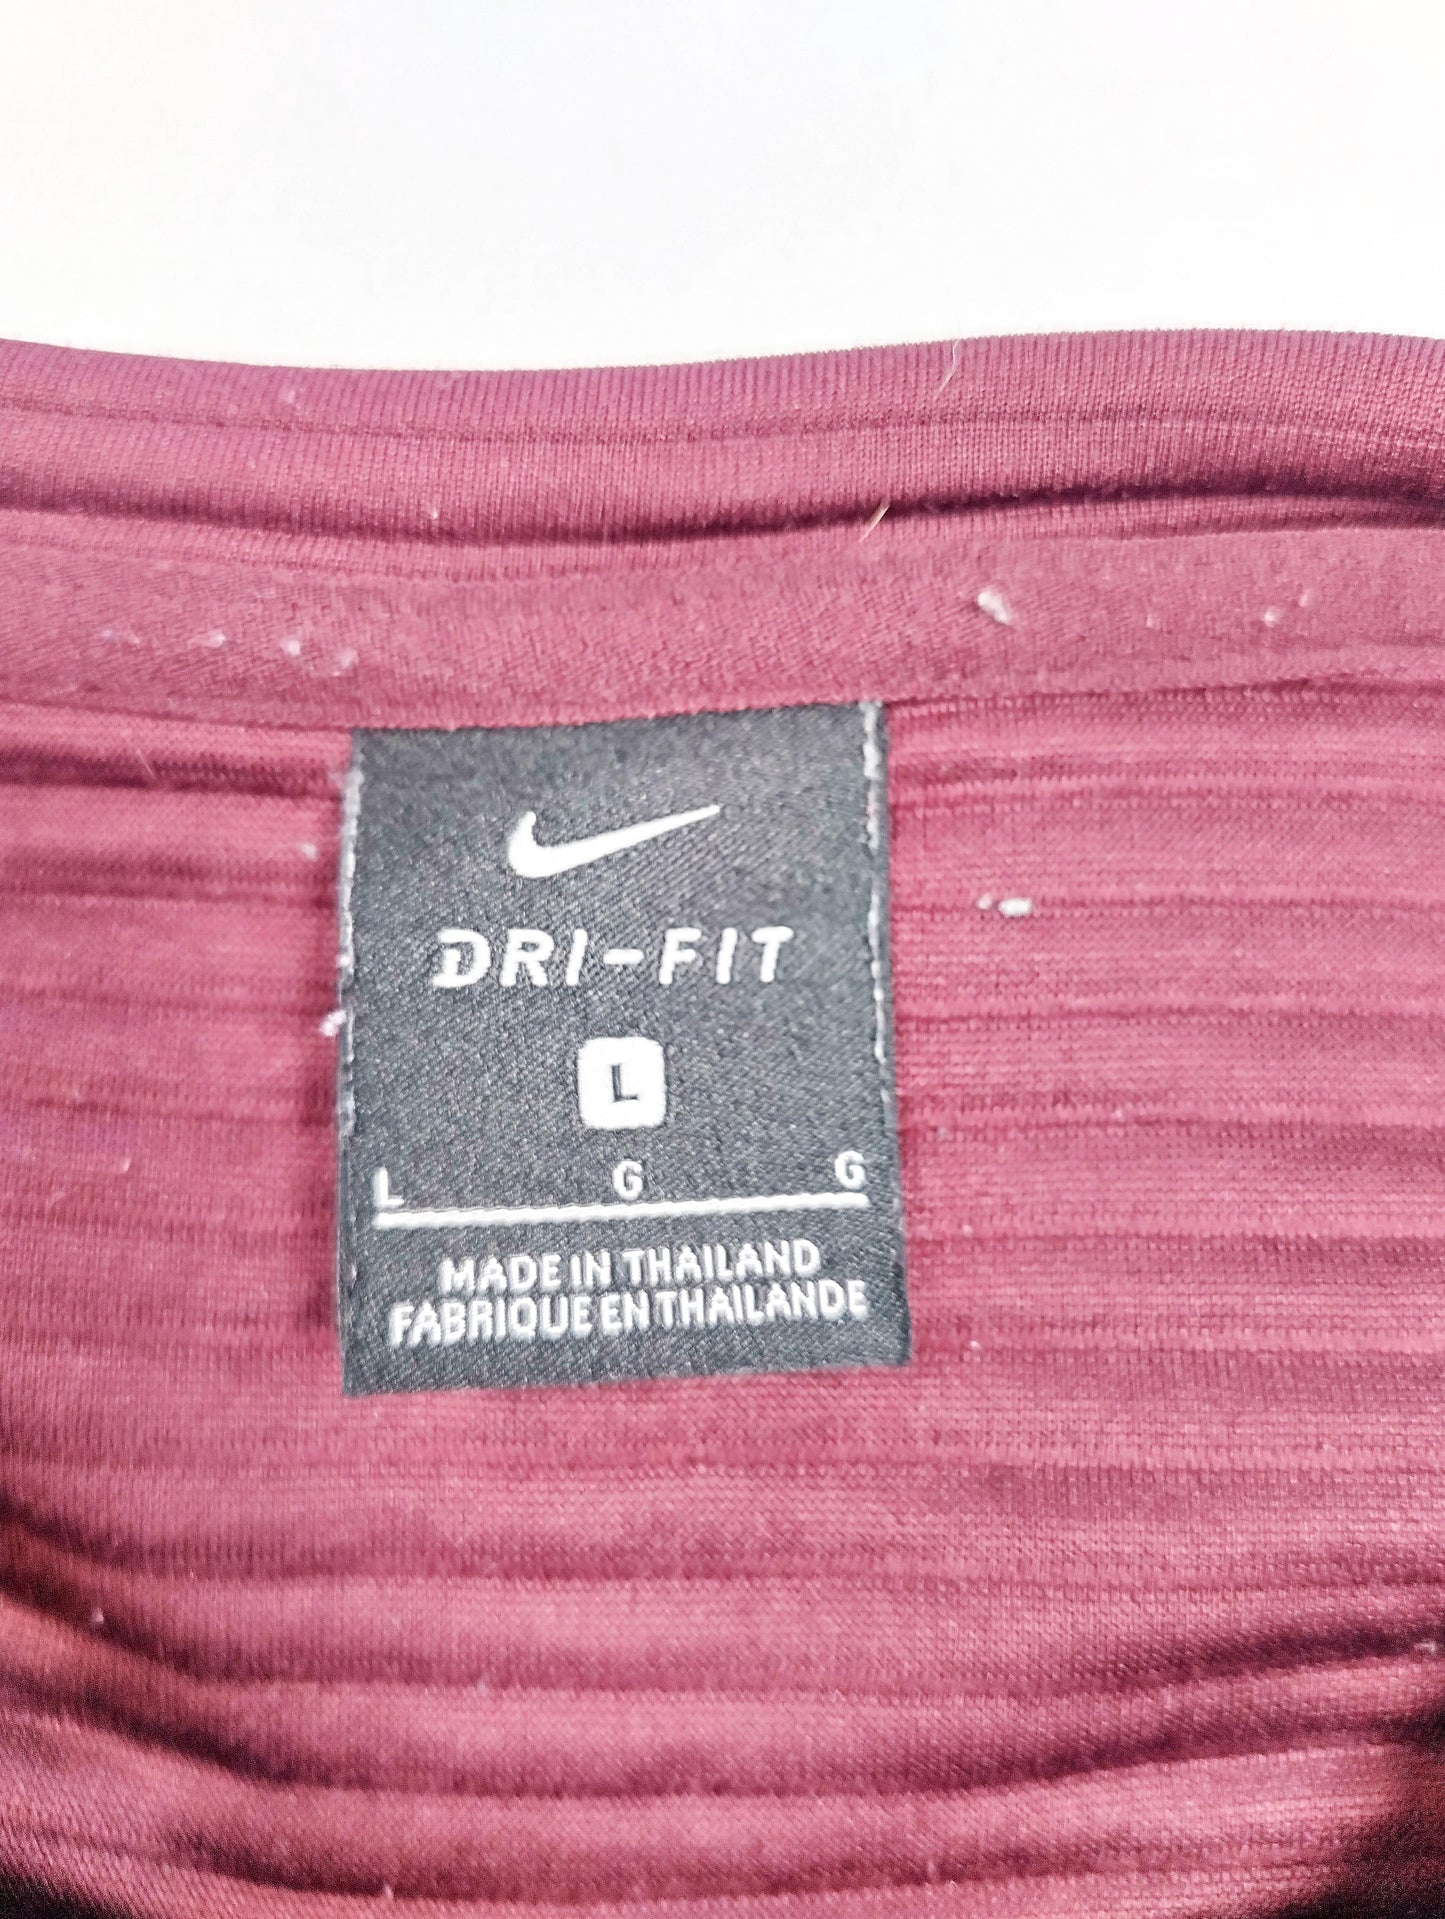 DRI-FIT
L
L G G
MADE IN THAILAND
FABRIQUE EN THAILANDE